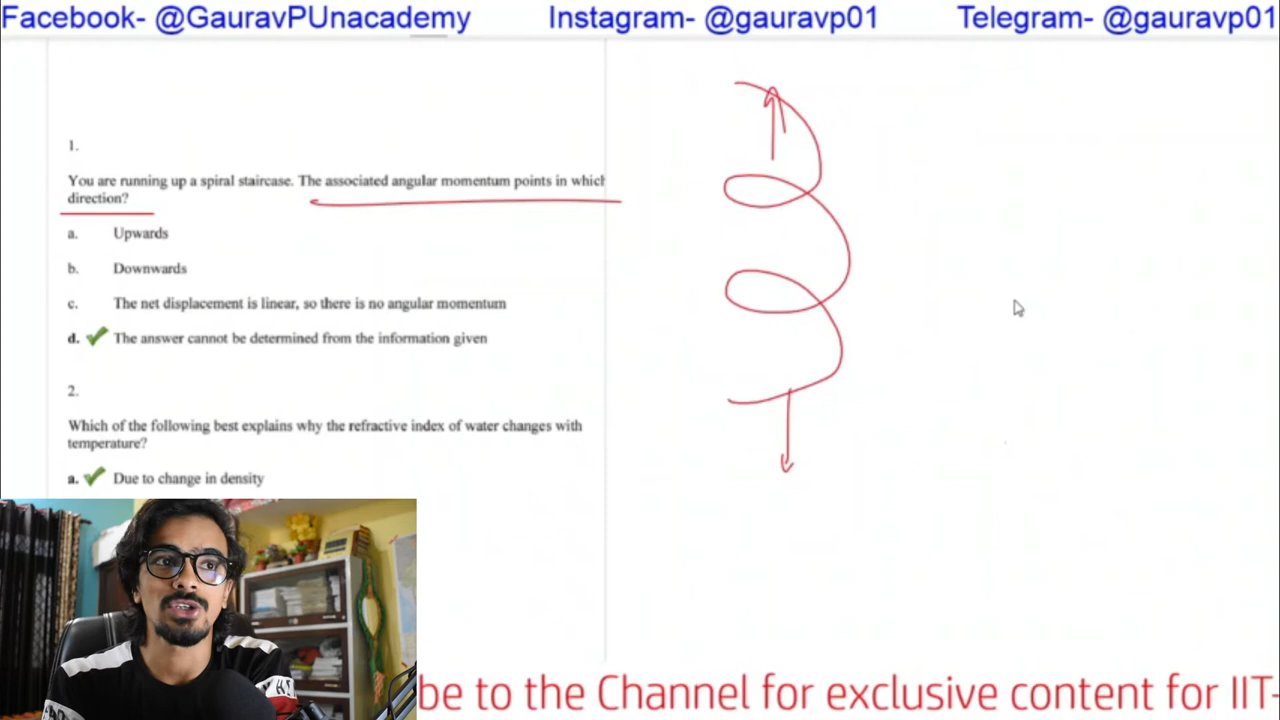 Facebook- @GauravPUnacademy Instagram- @gauravp01 Telegram- @gauravp01
1.
You are running up a spiral staircase. The associated angular momentum points in which
direction?
a. Upwards
b. Downwards
c. The net displacement is linear, so there is no angular momentum
d. The answer cannot be determined from the information given
2.
Which of the following best explains why the refractive index of water changes with
temperature?
a. Due to change in density
be to the Channel for exclusive content for IIT-